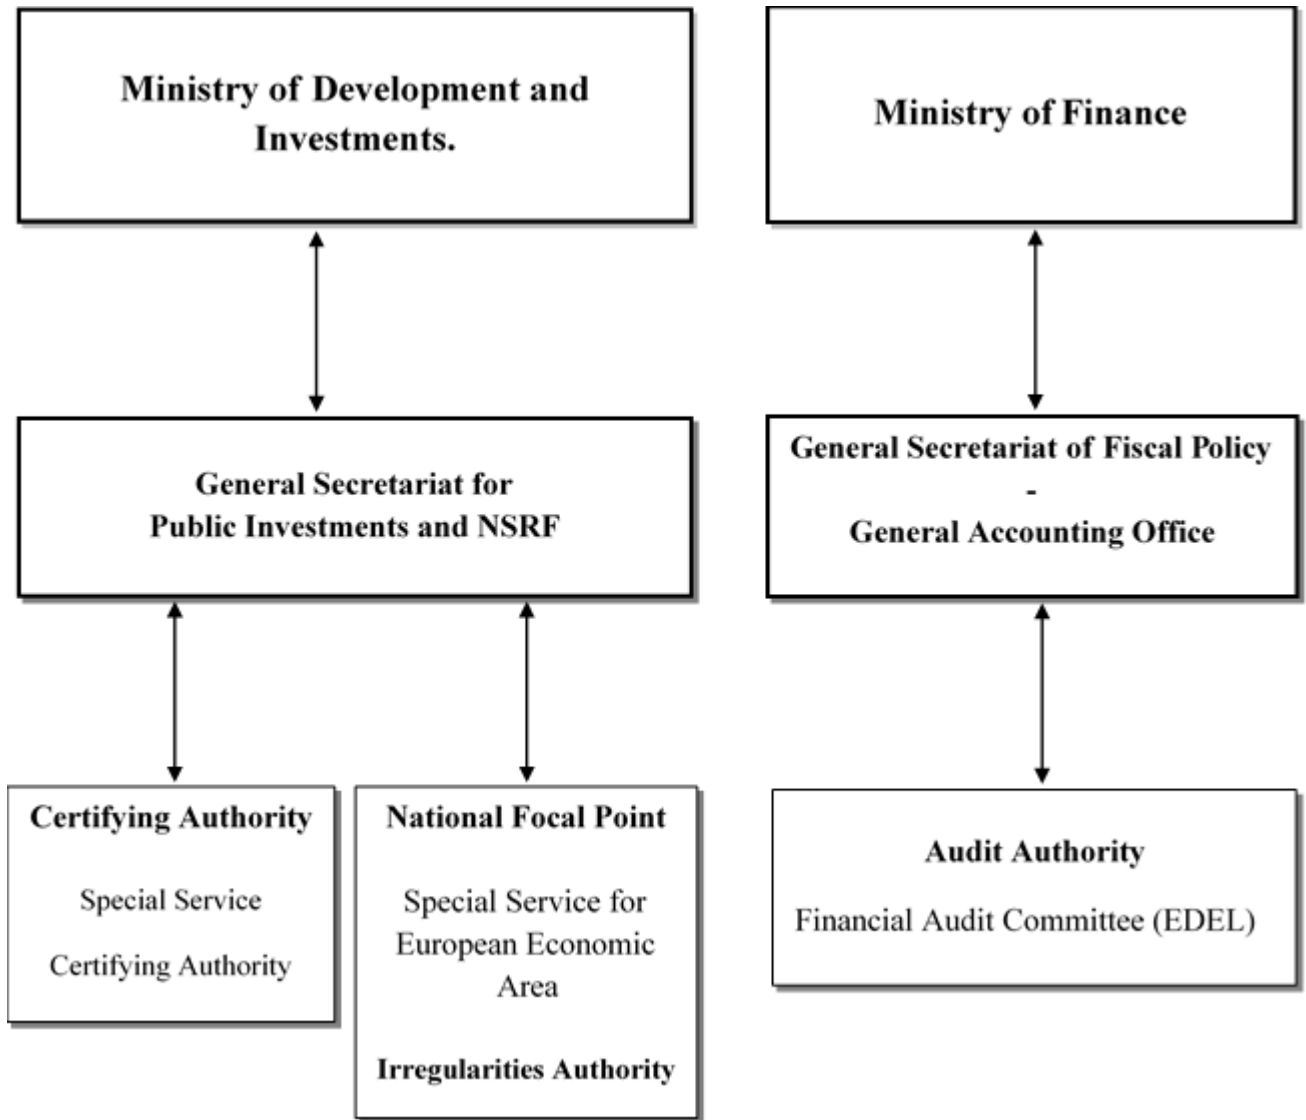 Ministry of Development and
Investments.
Ministry of Finance
General Secretariat for
Public Investments and NSRF
General Secretariat of Fiscal Policy
-
General Accounting Office
Certifying Authority
Special Service
Certifying Authority
National Focal Point
Special Service for
European Economic
Area
Irregularities Authority
Audit Authority
Financial Audit Committee (EDEL)